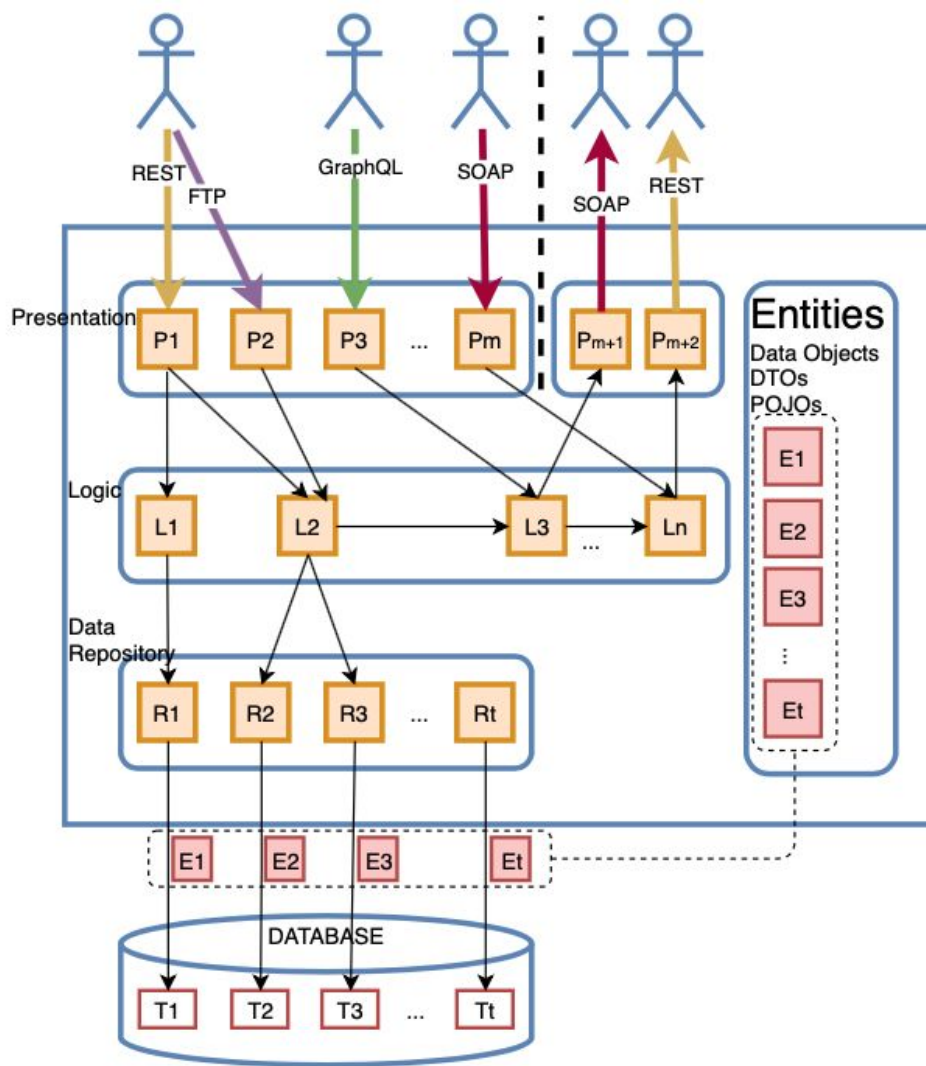 REST
FTP
GraphQL
SOAP
SOAP
REST
Presentation
P1
P2
P3
...
Pm
Pm+1
Pm+2
Entities
Data Objects
DTOs
POJOs
E1
E2
E3
...
Et
Logic
L1
L2
L3
...
Ln
Data
Repository
R1
R2
R3
...
Rt
E1
E2
E3
Et
DATABASE
T1
T2
T3
...
Tt